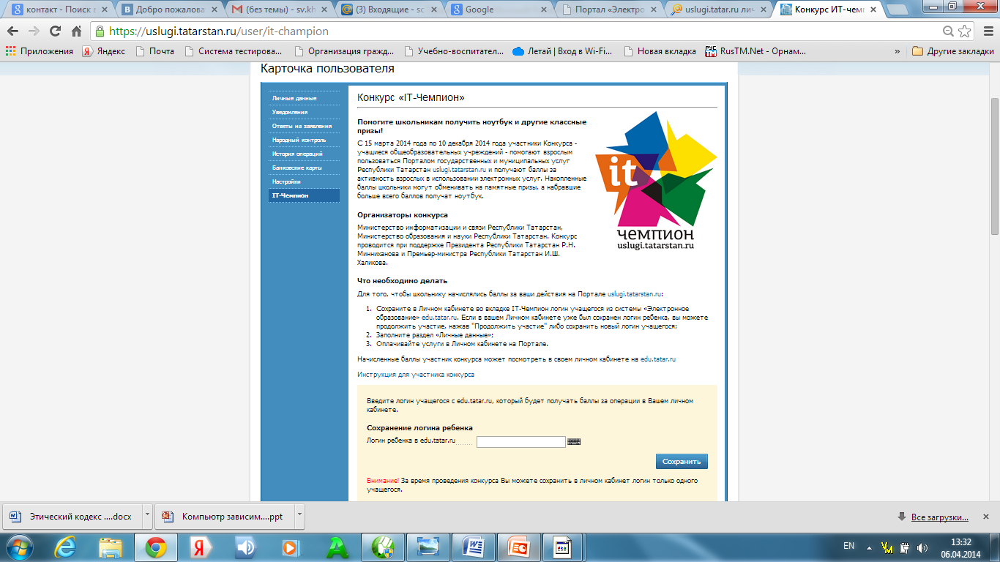 контакт - Поиск в
Добро пожалова
(без темы) - sv.kh
(3) Входящие - sc
Google
Портал «Электро
uslugi.tatar.ru ли
Конкурс ИТ-чем
https://uslugi.tatarstan.ru/user/it-champion
Приложения
Яндекс
Почта
Система тестирова...
Организация гражд...
Учебно-воспитател...
Летай | Вход в Wi-Fi...
Новая вкладка
RusTM.Net - Орнам...
»
Другие закладки
Карточка пользователя
Личные данные
Уведомления
Ответы на заявления
Народный контроль
История операций
Банковские карты
Настройки
IT-Чемпион
Конкурс «IT-Чемпион»
Помогите школьникам получить ноутбук и другие классные
призы!
С 15 марта 2014 года по 10 декабря 2014 года участники Конкурса -
учащиеся общеобразовательных учреждений - помогают взрослым
пользоваться Порталом государственных и муниципальных услуг
Республики Татарстан uslugi.tatarstan.ru и получают баллы за
активность взрослых в использовании электронных услуг. Накопленные
баллы школьники могут обменивать на памятные призы, а набравшие
больше всего баллов получат ноутбук.
it
чемпион
uslugi.tatarstan.ru
Организаторы конкурса
Министерство информатизации и связи Республики Татарстан,
Министерство образования и науки Республики Татарстан. Конкурс
проводится при поддержке Президента Республики Татарстан Р.Н.
Минниханова и Премьер-министра Республики Татарстан И.Ш.
Халикова.
Что необходимо делать
Для того, чтобы школьнику начислялись баллы за ваши действия на Портале uslugi.tatarstan.ru:
1. Сохраните в Личном кабинете во вкладке IT-Чемпион логин учащегося из системы «Электронное
образование» edu.tatar.ru. Если в вашем Личном кабинете уже был сохранен логин ребенка, вы можете
продолжить участие, нажав "Продолжить участие" либо сохранить новый логин учащегося;
2. Заполните раздел «Личные данные»;
3. Оплачивайте услуги в Личном кабинете на Портале.
Начисленные баллы участник конкурса может посмотреть в своем личном кабинете на edu.tatar.ru
Инструкция для участника конкурса
Введите логин учащегося с edu.tatar.ru, который будет получать баллы за операции в Вашем личном
кабинете.
Сохранение логина ребенка
Логин ребенка в edu.tatar.ru
Сохранить
Внимание! За время проведения конкурса Вы можете сохранить в личном кабинет логин только одного
учащегося.
Этический кодекс ....docx
Компьютр зависим....ppt
Все загрузки...
EN
13:32
06.04.2014